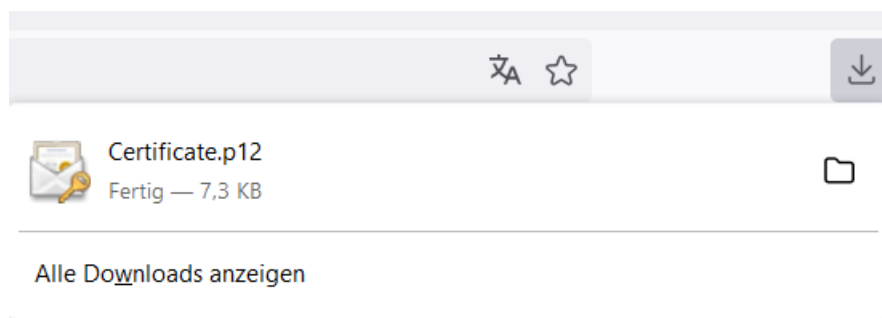 Certificate.p12
Fertig — 7,3 KB
Alle Downloads anzeigen